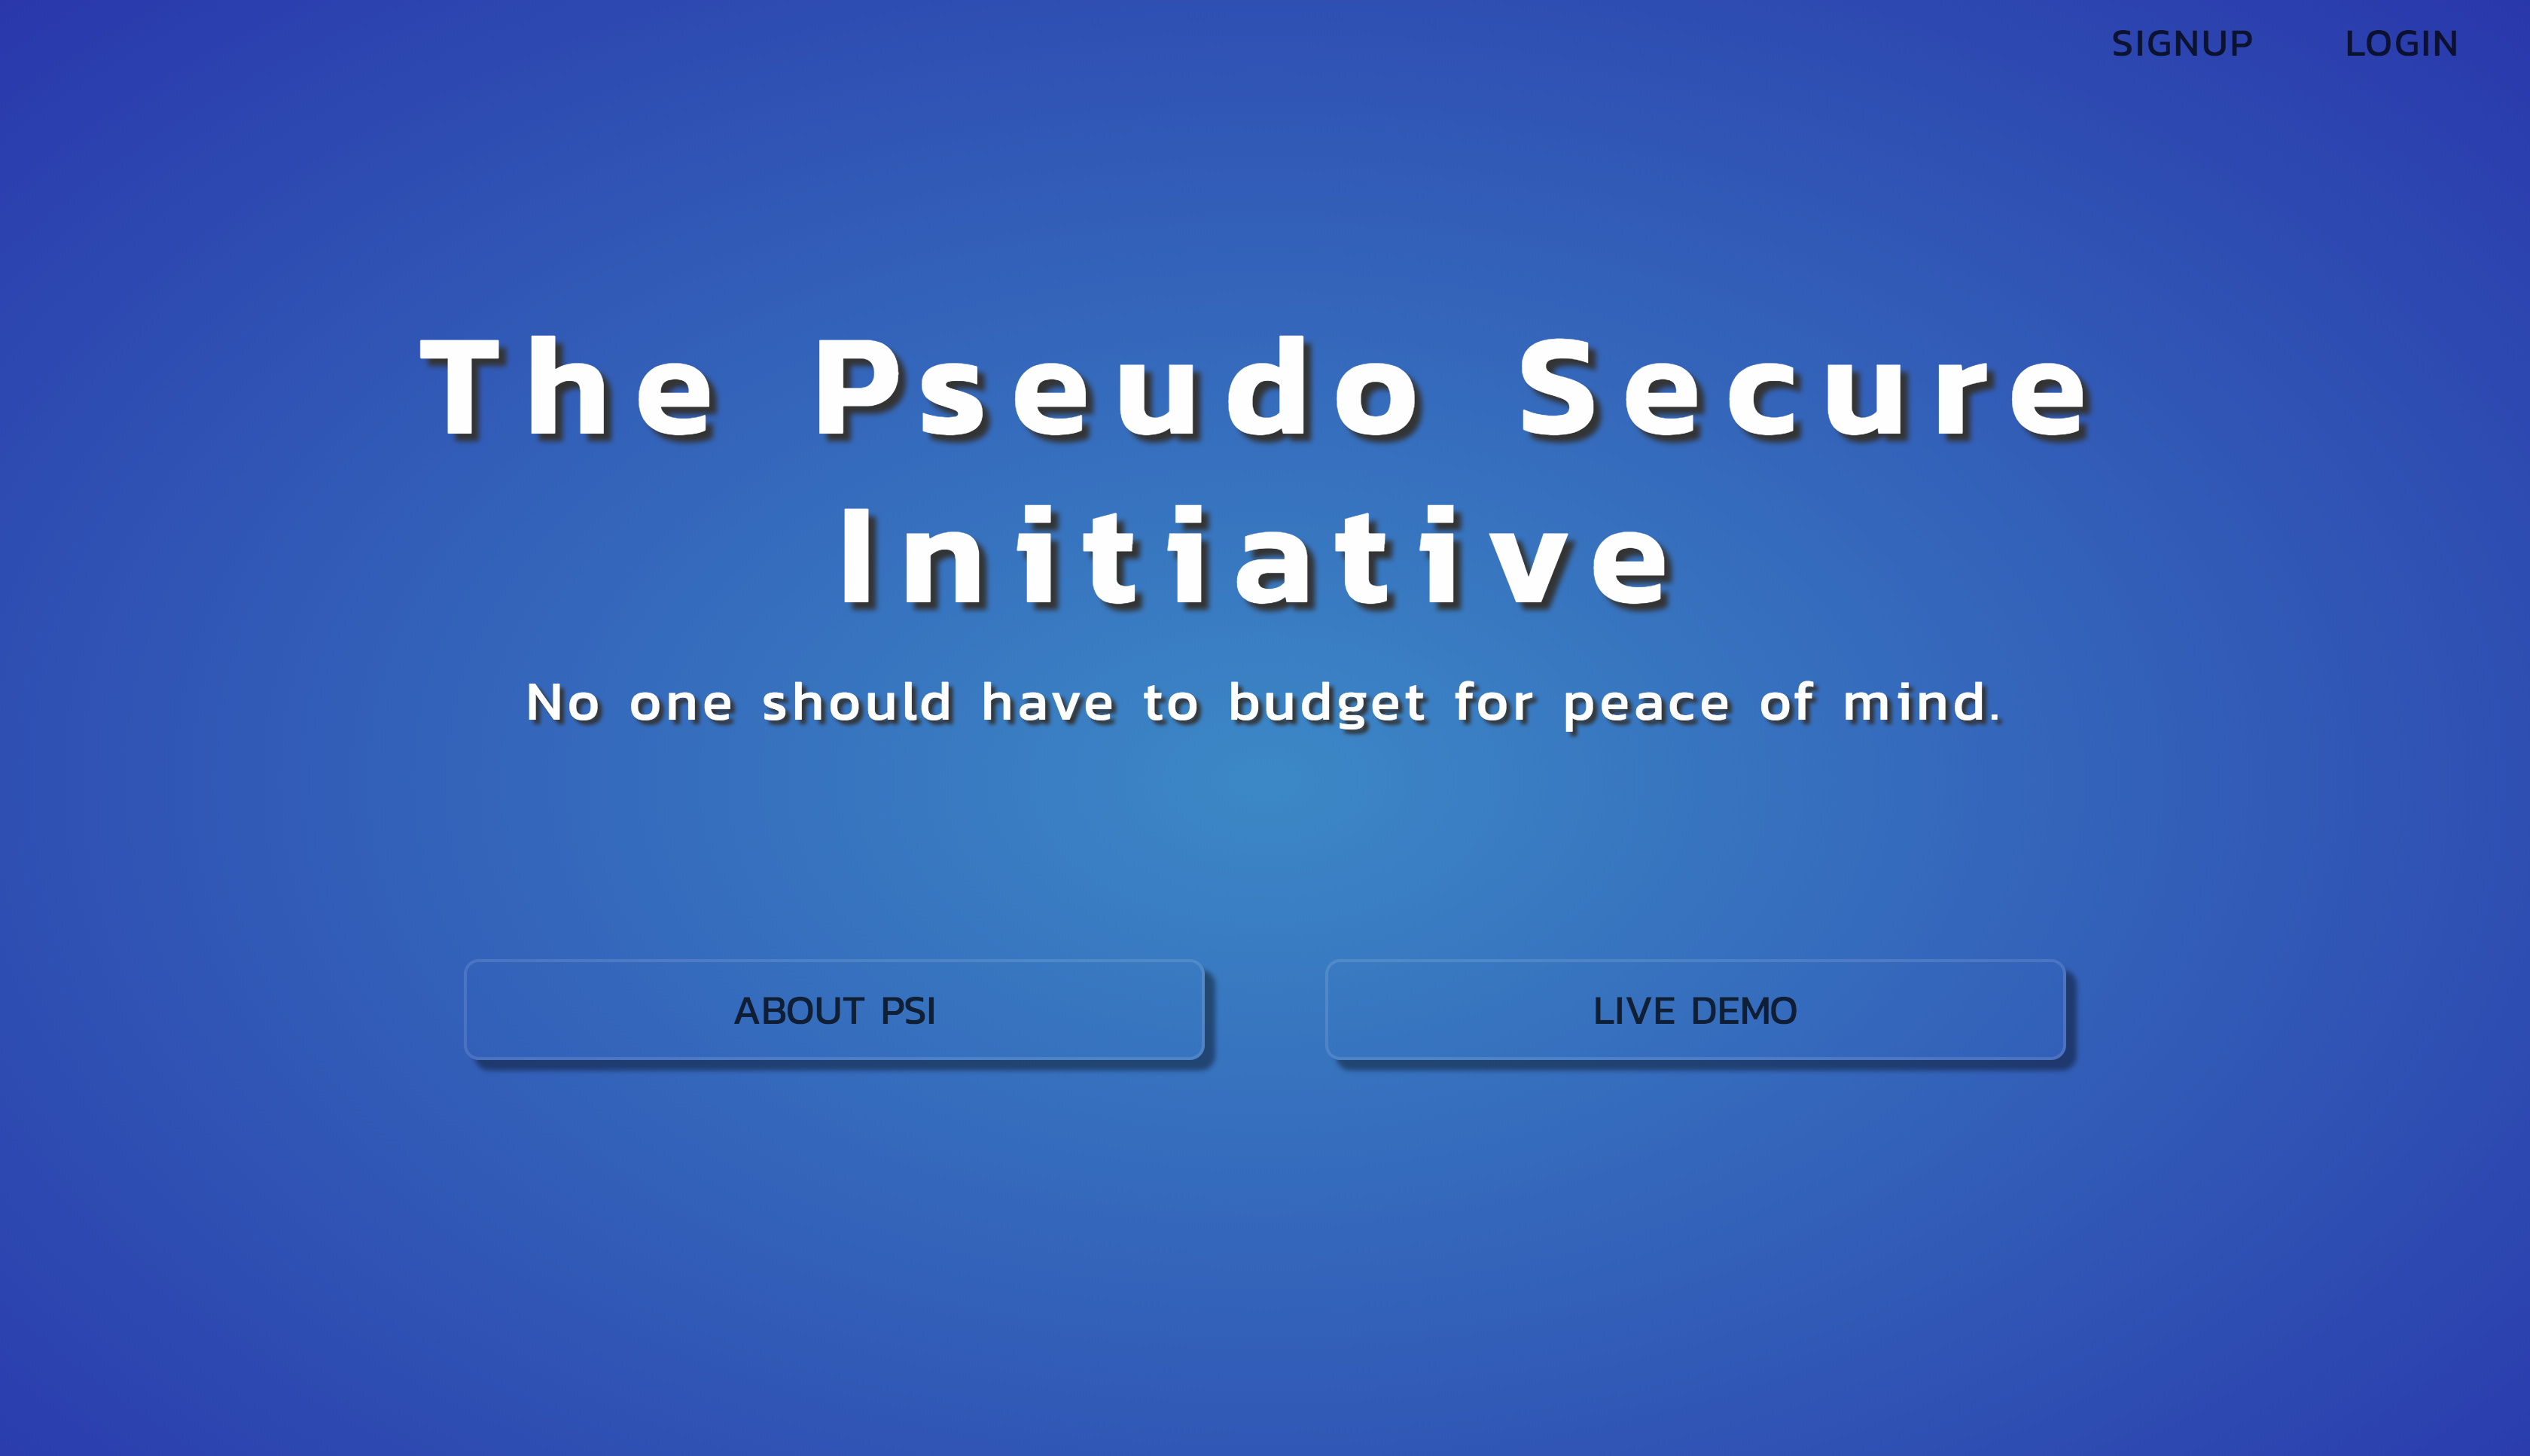 SIGNUP LOGIN
The Pseudo Secure
Initiative
No one should have to budget for peace of mind.
ABOUT PSI LIVE DEMO